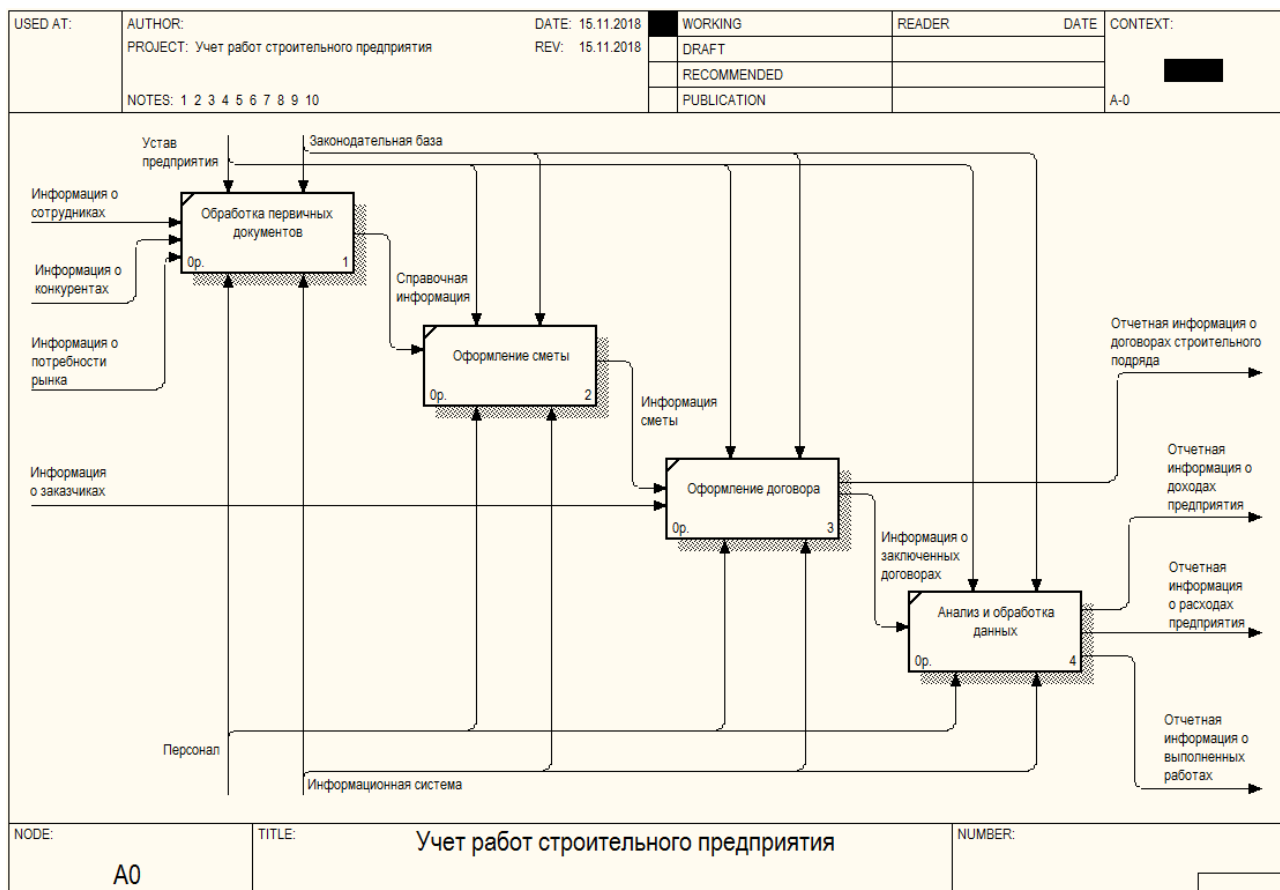 USED AT:
AUTHOR:
DATE: 15.11.2018
PROJECT: Учет работ строительного предприятия
REV: 15.11.2018
NOTES: 1 2 3 4 5 6 7 8 9 10
WORKING
DRAFT
RECOMMENDED
PUBLICATION
READER
DATE
CONTEXT:
A-0
Устав
предприятия
Законодательная база
Информация о
сотрудниках
Обработка первичных
документов
0р.
1
Информация о
конкурентах
Справочная
информация
Информация о
потребности
рынка
Оформление сметы
0р.
2
Отчетная информация о
договорах строительного
подряда
Информация
сметы
Информация
о заказчиках
Оформление договора
0р.
3
Отчетная
информация о
доходах
предприятия
Информация о
заключенных
договорах
Отчетная
информация
о расходах
предприятия
Анализ и обработка
данных
0р.
4
Персонал
Информационная система
Отчетная
информация о
выполненных
работах
NODE:
A0
TITLE:
Учет работ строительного предприятия
NUMBER: